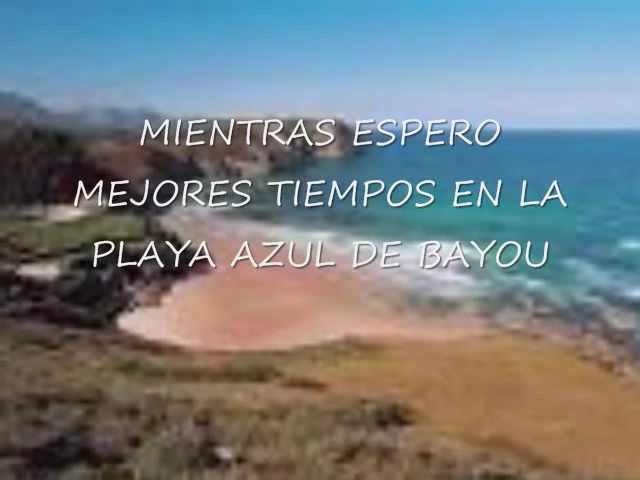 MIENTRAS ESPERO
MEJORES TIEMPOS EN LA
PLAYA AZUL DE BAYOU